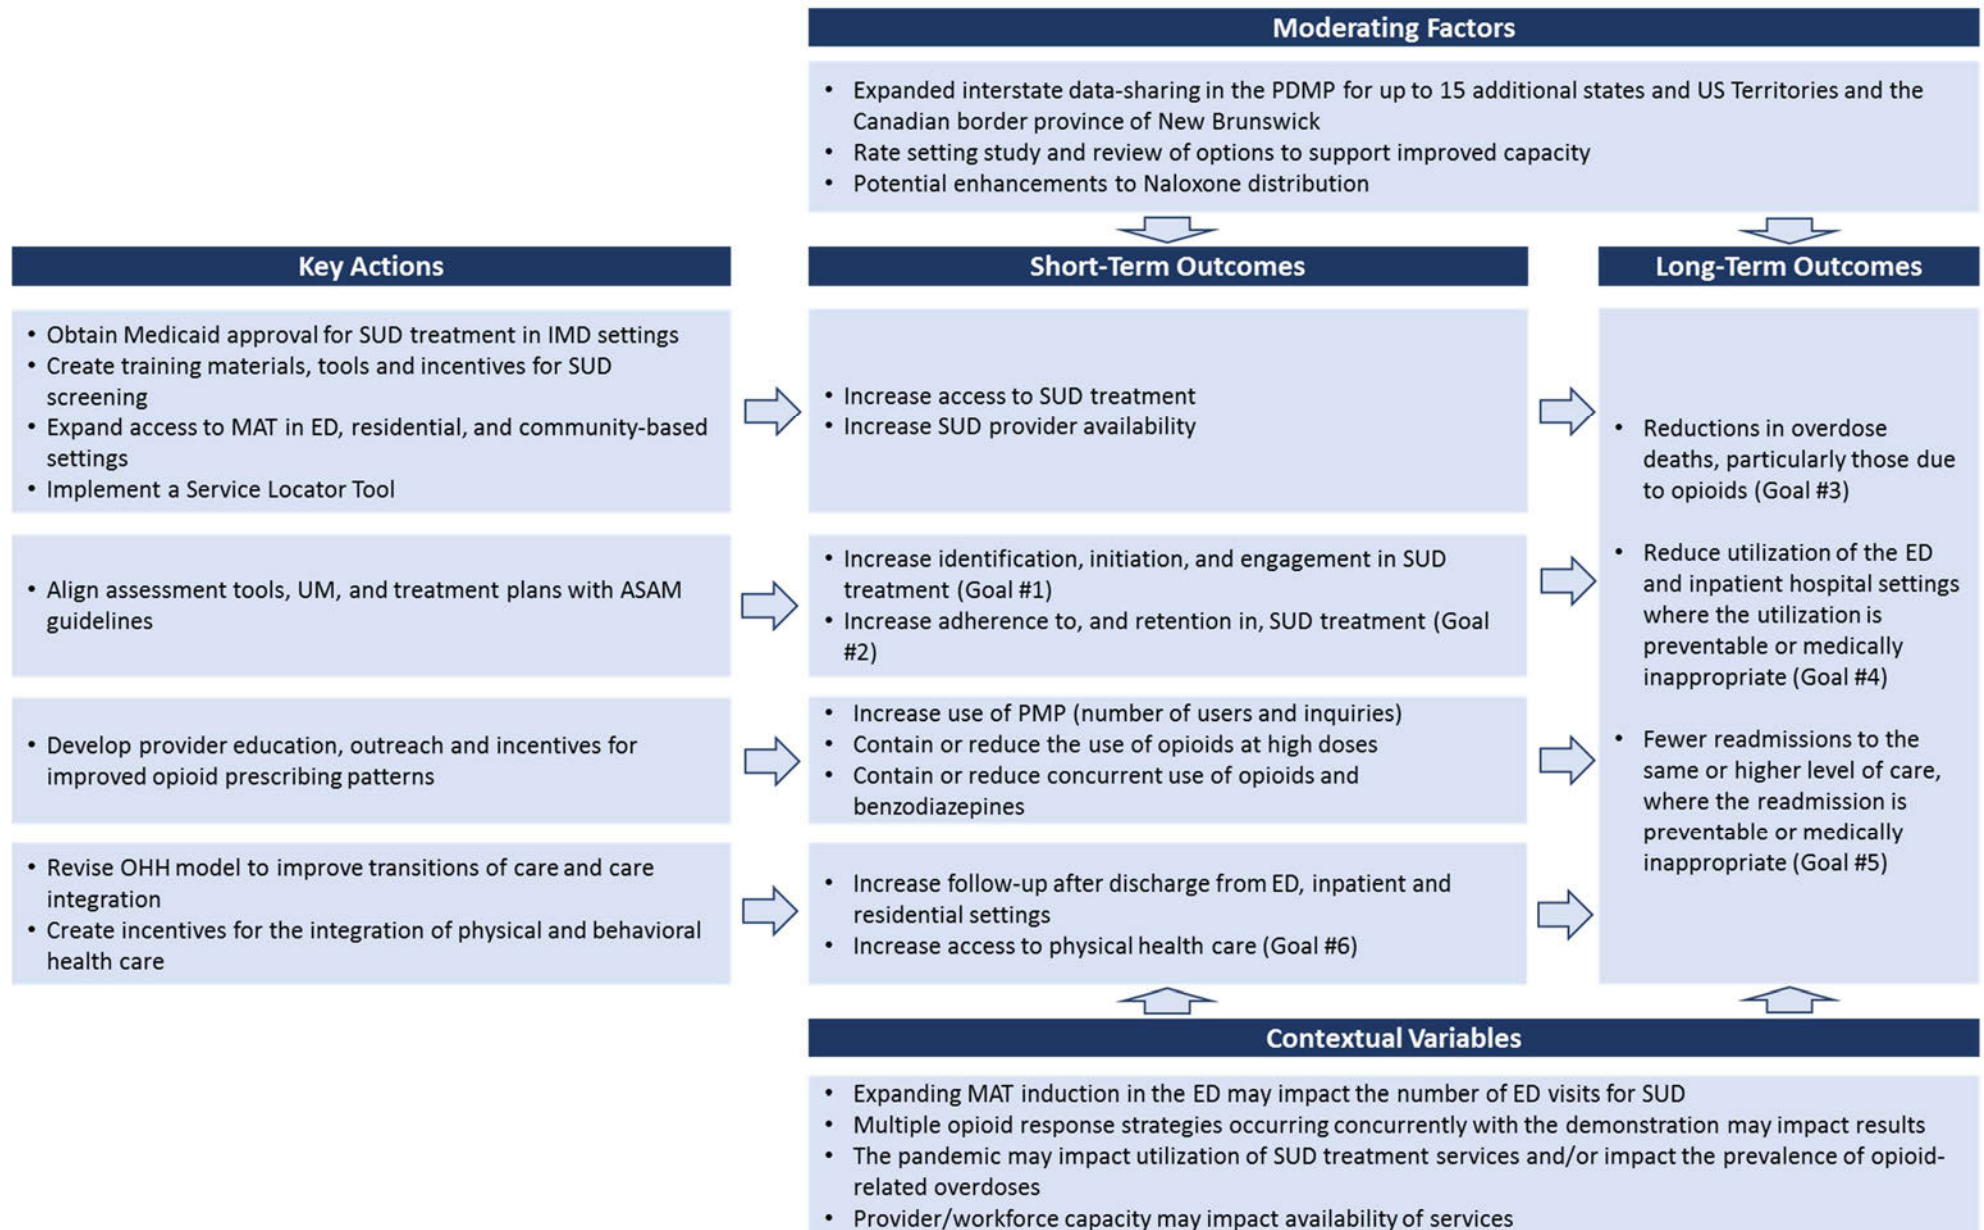 Moderating Factors
• Expanded interstate data-sharing in the PDMP for up to 15 additional states and US Territories and the
Canadian border province of New Brunswick
• Rate setting study and review of options to support improved capacity
• Potential enhancements to Naloxone distribution
Key Actions
• Obtain Medicaid approval for SUD treatment in IMD settings
• Create training materials, tools and incentives for SUD
screening
• Expand access to MAT in ED, residential, and community-based
settings
• Implement a Service Locator Tool
• Align assessment tools, UM, and treatment plans with ASAM
guidelines
• Develop provider education, outreach and incentives for
improved opioid prescribing patterns
• Revise OHH model to improve transitions of care and care
integration
• Create incentives for the integration of physical and behavioral
health care
Short-Term Outcomes
• Increase access to SUD treatment
• Increase SUD provider availability
• Increase identification, initiation, and engagement in SUD
treatment (Goal #1)
• Increase adherence to, and retention in, SUD treatment (Goal
#2)
• Increase use of PMP (number of users and inquiries)
• Contain or reduce the use of opioids at high doses
• Contain or reduce concurrent use of opioids and
benzodiazepines
• Increase follow-up after discharge from ED, inpatient and
residential settings
• Increase access to physical health care (Goal #6)
Long-Term Outcomes
• Reductions in overdose
deaths, particularly those due
to opioids (Goal #3)
• Reduce utilization of the ED
and inpatient hospital settings
where the utilization is
preventable or medically
inappropriate (Goal #4)
• Fewer readmissions to the
same or higher level of care,
where the readmission is
preventable or medically
inappropriate (Goal #5)
Contextual Variables
• Expanding MAT induction in the ED may impact the number of ED visits for SUD
• Multiple opioid response strategies occurring concurrently with the demonstration may impact results
• The pandemic may impact utilization of SUD treatment services and/or impact the prevalence of opioid-
related overdoses
• Provider/workforce capacity may impact availability of services